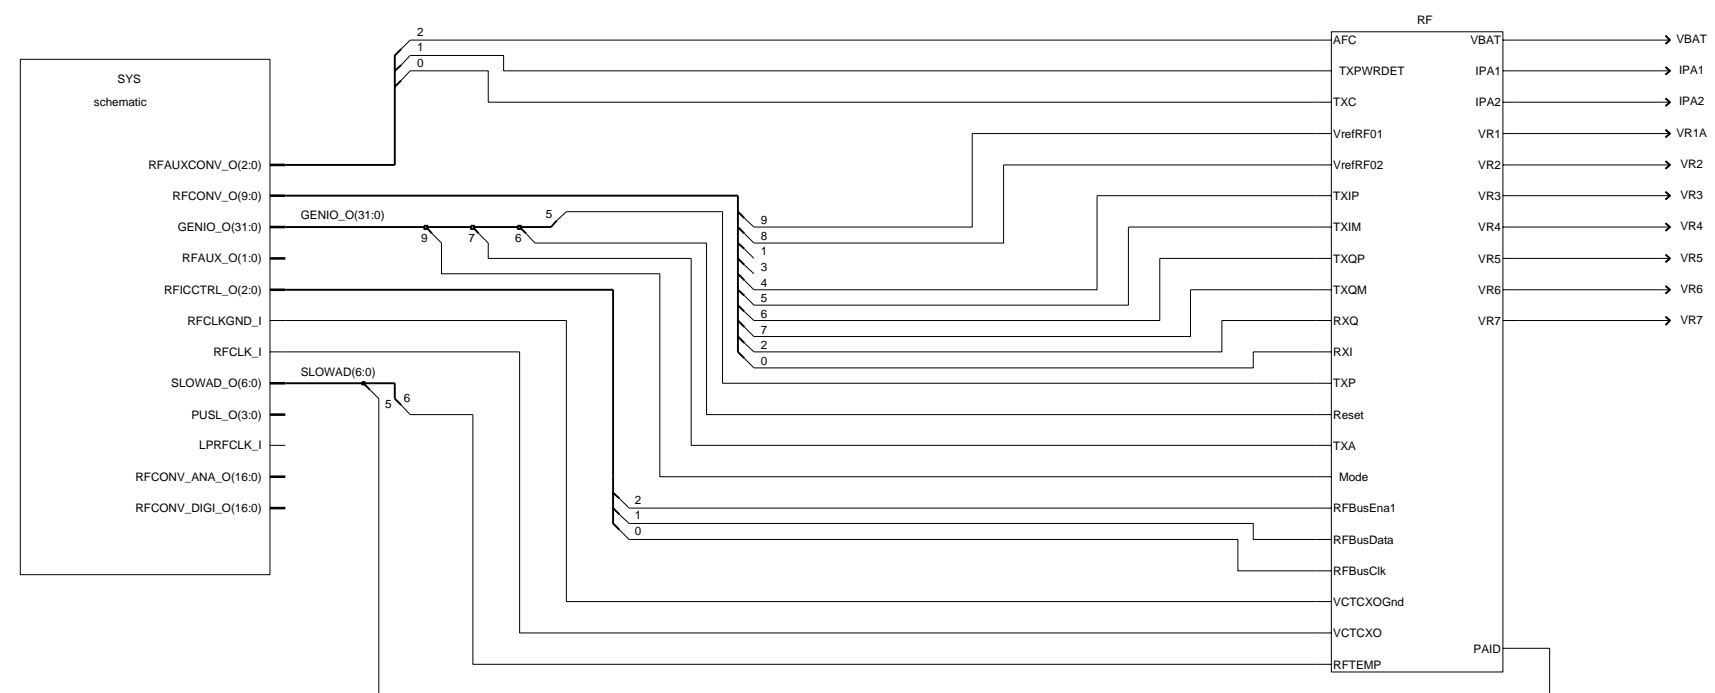 SYS
schematic
RFAUXCONV_O(2:0)
RFCONV_O(9:0)
GENIO_O(31:0)
RFAUX_O(1:0)
RFICCTRL_O(2:0)
RFCLKGND_I
RFCLK_I
SLOWAD_O(6:0)
PUSL_O(3:0)
LPRFCLK_I
RFCONV_ANA_O(16:0)
RFCONV_DIGI_O(16:0)
2
1
0
GENIO_O(31:0)
9
7
6
5
SLOWAD(6:0)
5
6
9
8
1
3
4
5
6
7
2
0
2
1
0
RF
AFC
TXPWRDET
TXC
VrefRF01
VrefRF02
TXIP
TXIM
TXQP
TXQM
RXQ
RXI
TXP
Reset
TXA
Mode
RFBusEna1
RFBusData
RFBusClk
VCTCXOGnd
VCTCXO
RFTEMP
VBAT
IPA1
IPA2
VR1
VR2
VR3
VR4
VR5
VR6
VR7
PAID
VBAT
IPA1
IPA2
VR1A
VR2
VR3
VR4
VR5
VR6
VR7